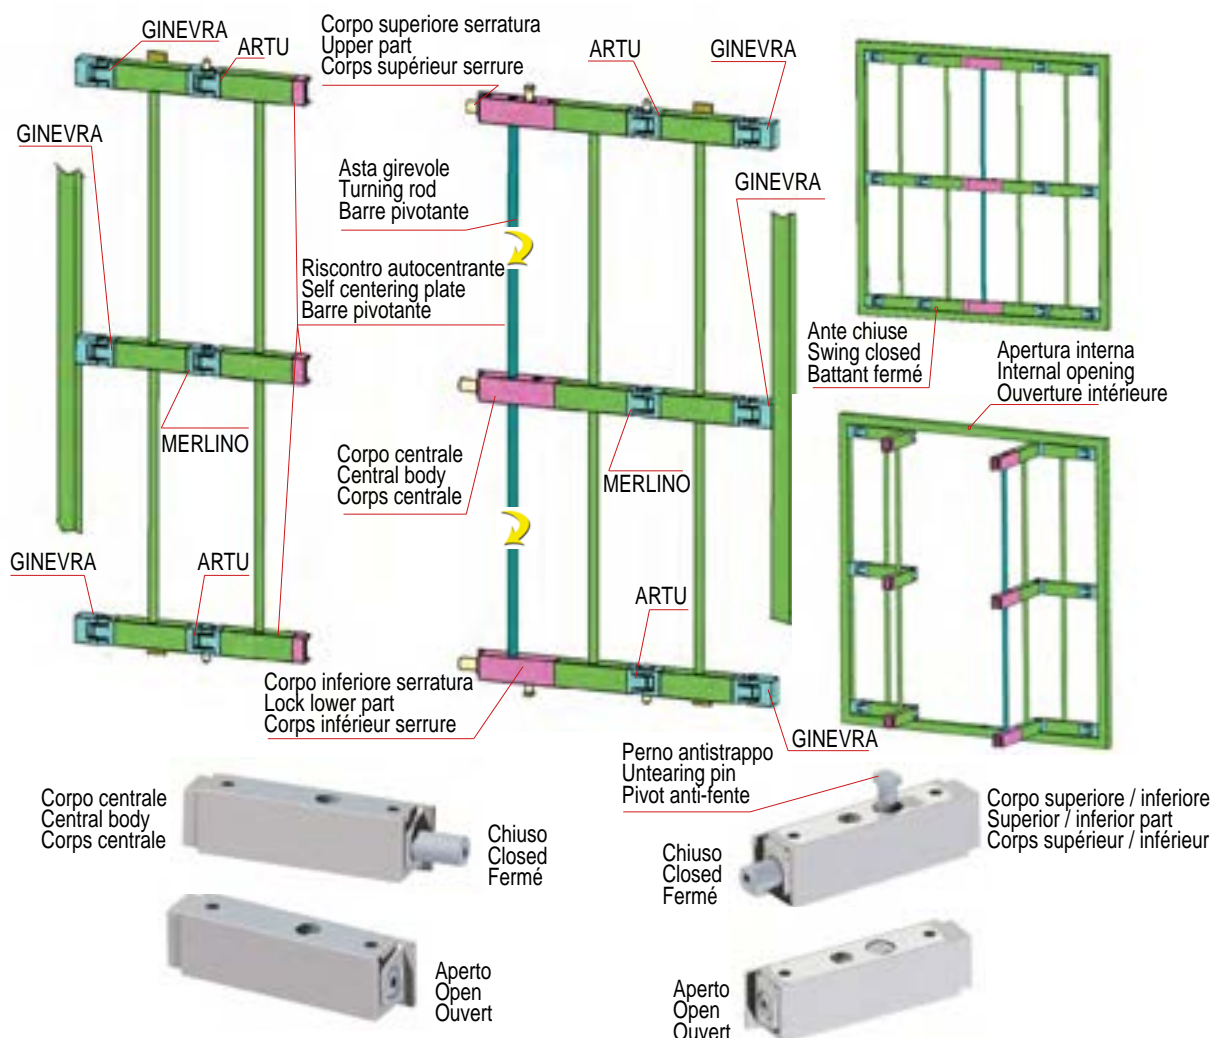 GINEVRA
ARTU
Corpo superiore serratura
Upper part
Corps supérieur serrure
ARTU
GINEVRA
GINEVRA
Asta girevole
Turning rod
Barre pivotante
GINEVRA
Riscontro autocentrante
Self centering plate
Barre pivotante
Ante chiuse
Swing closed
Battant fermé
Apertura interna
Internal opening
Ouverture intérieure
MERLINO
Corpo centrale
Central body
Corps centrale
MERLINO
GINEVRA
ARTU
ARTU
Corpo inferiore serratura
Lock lower part
Corps inférieur serrure
GINEVRA
Perno antistrappo
Untearing pin
Pivot anti-fente
Corpo centrale
Central body
Corps centrale
Chiuso
Closed
Fermé
Chiuso
Closed
Fermé
Corpo superiore / inferiore
Superior / inferior part
Corps supérieur / inférieur
Aperto
Open
Ouvert
Aperto
Open
Ouvert